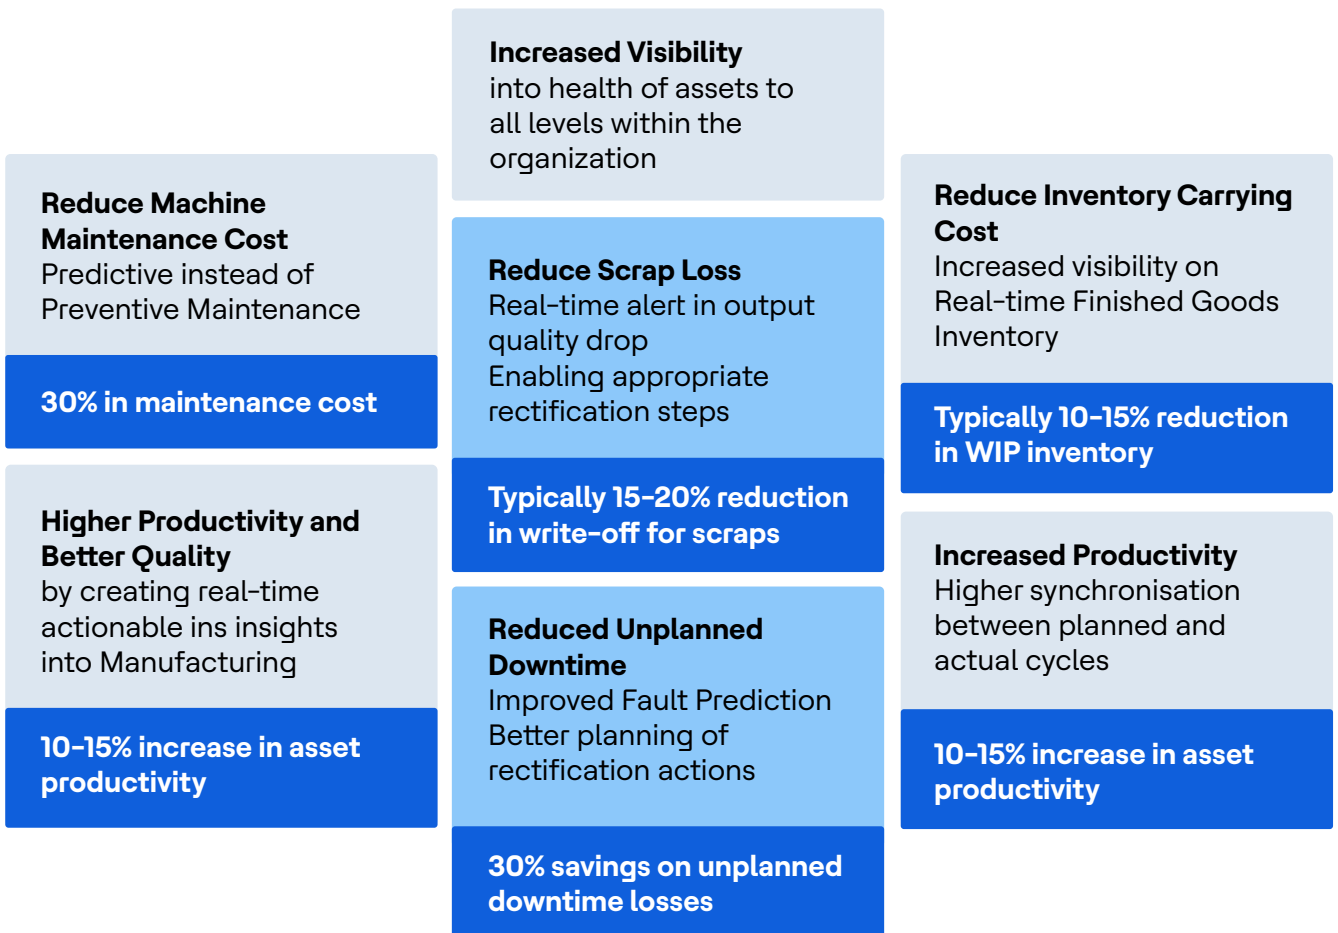 Increased Visibility
into health of assets to
all levels within the
organization
Reduce Machine
Maintenance Cost
Predictive instead of
Preventive Maintenance
30% in maintenance cost
Higher Productivity and
Better Quality
by creating real-time
actionable ins insights
into Manufacturing
10-15% increase in asset
productivity
Reduce Scrap Loss
Real-time alert in output
quality drop
Enabling appropriate
rectification steps
Typically 15-20% reduction
in write-off for scraps
Reduced Unplanned
Downtime
Improved Fault Prediction
Better planning of
rectification actions
30% savings on unplanned
downtime losses
Reduce Inventory Carrying
Cost
Increased visibility on
Real-time Finished Goods
Inventory
Typically 10-15% reduction
in WIP inventory
Increased Productivity
Higher synchronisation
between planned and
actual cycles
10-15% increase in asset
productivity